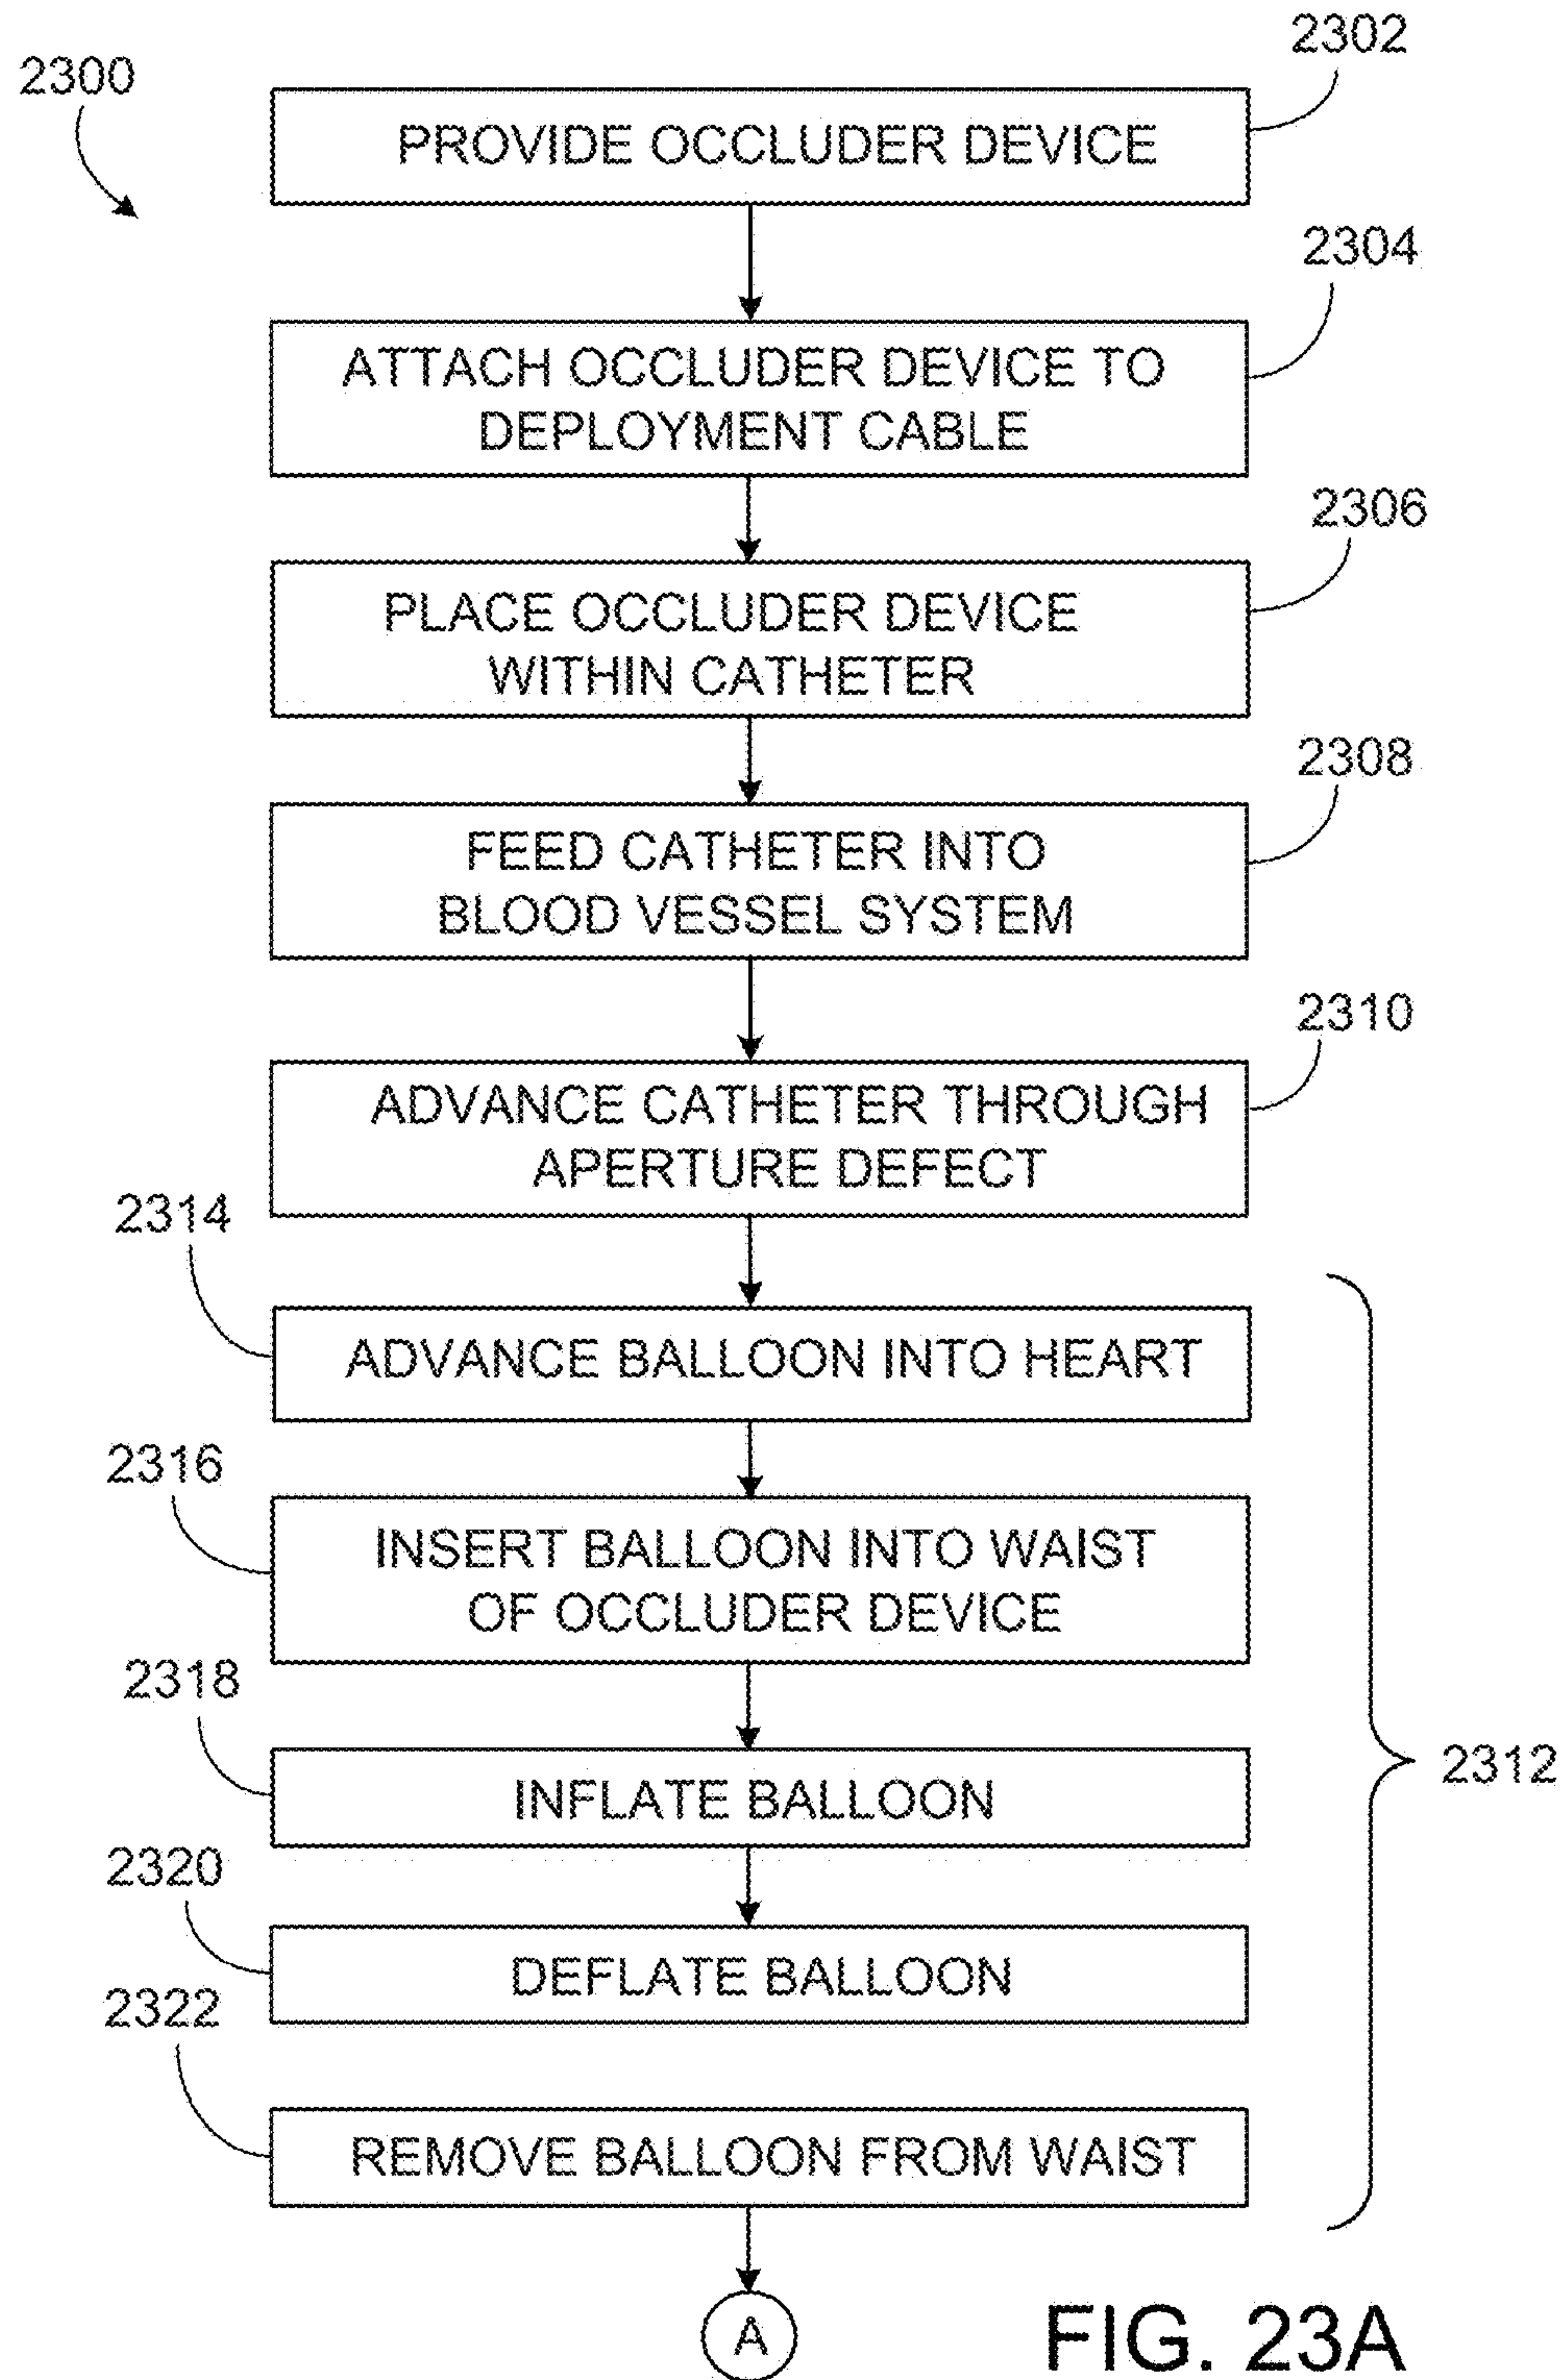 2302
2300
PROVIDE OCCLUDER DEVICE
2304
ATTACH OCCLUDER DEVICE TO
DEPLOYMENT CABLE
2306
PLACE OCCLUDER DEVICE
WITHIN CATHETER
2308
FEED CATHETER INTO
BLOOD VESSEL SYSTEM
2310
ADVANCE CATHETER THROUGH
APERTURE DEFECT
2314
ADVANCE BALLOON INTO HEART
2316
INSERT BALLOON INTO WAIST
OF OCCLUDER DEVICE
2318
INFLATE BALLOON
2312
2320
DEFLATE BALLOON
2322
REMOVE BALLOON FROM WAIST
A
FIG. 23A